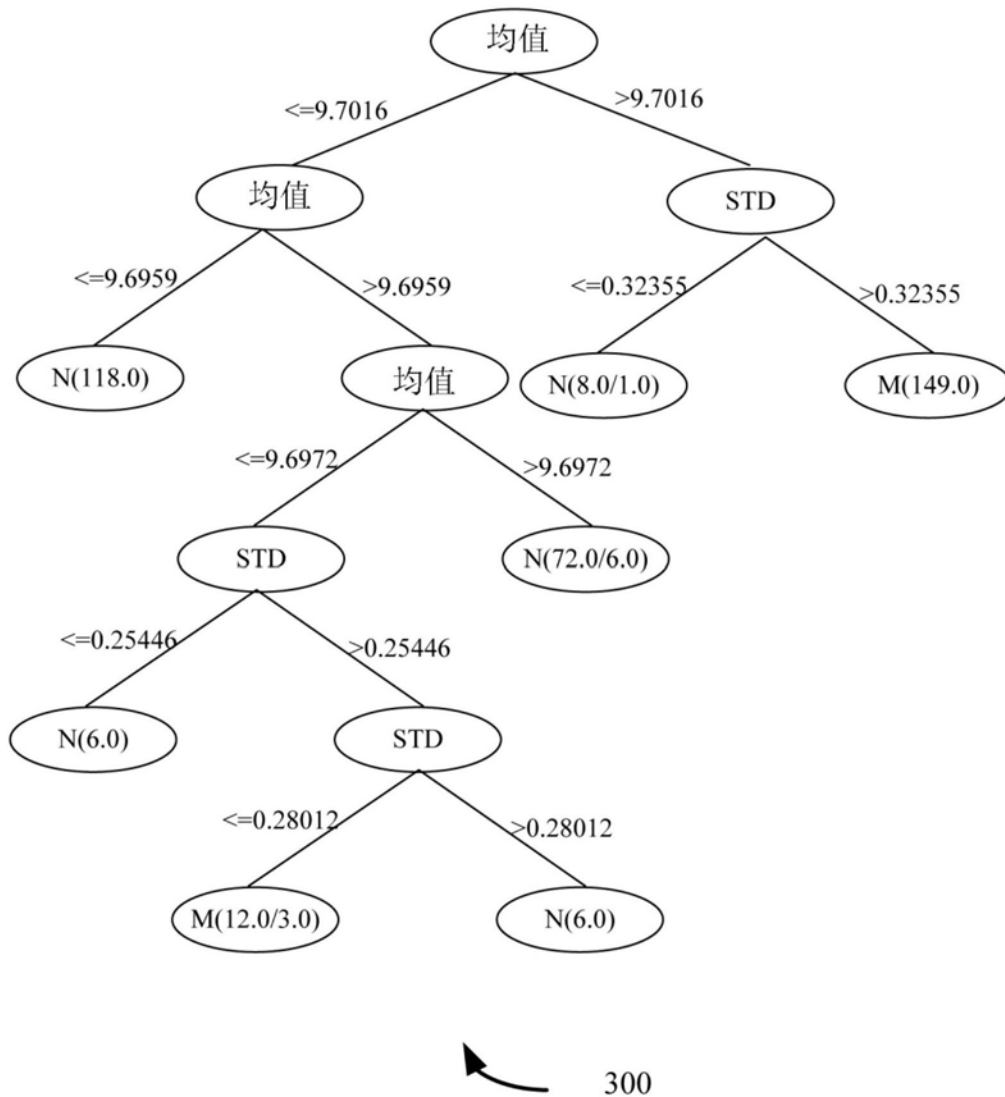 均值
<=9.7016
>9.7016
均值
STD
<=9.6959
>9.6959
<=0.32355
>0.32355
N(118.0)
均值
N(8.0/1.0)
M(149.0)
<=9.6972
>9.6972
STD
N(72.0/6.0)
<=0.25446
>0.25446
N(6.0)
STD
<=0.28012
>0.28012
M(12.0/3.0)
N(6.0)
300